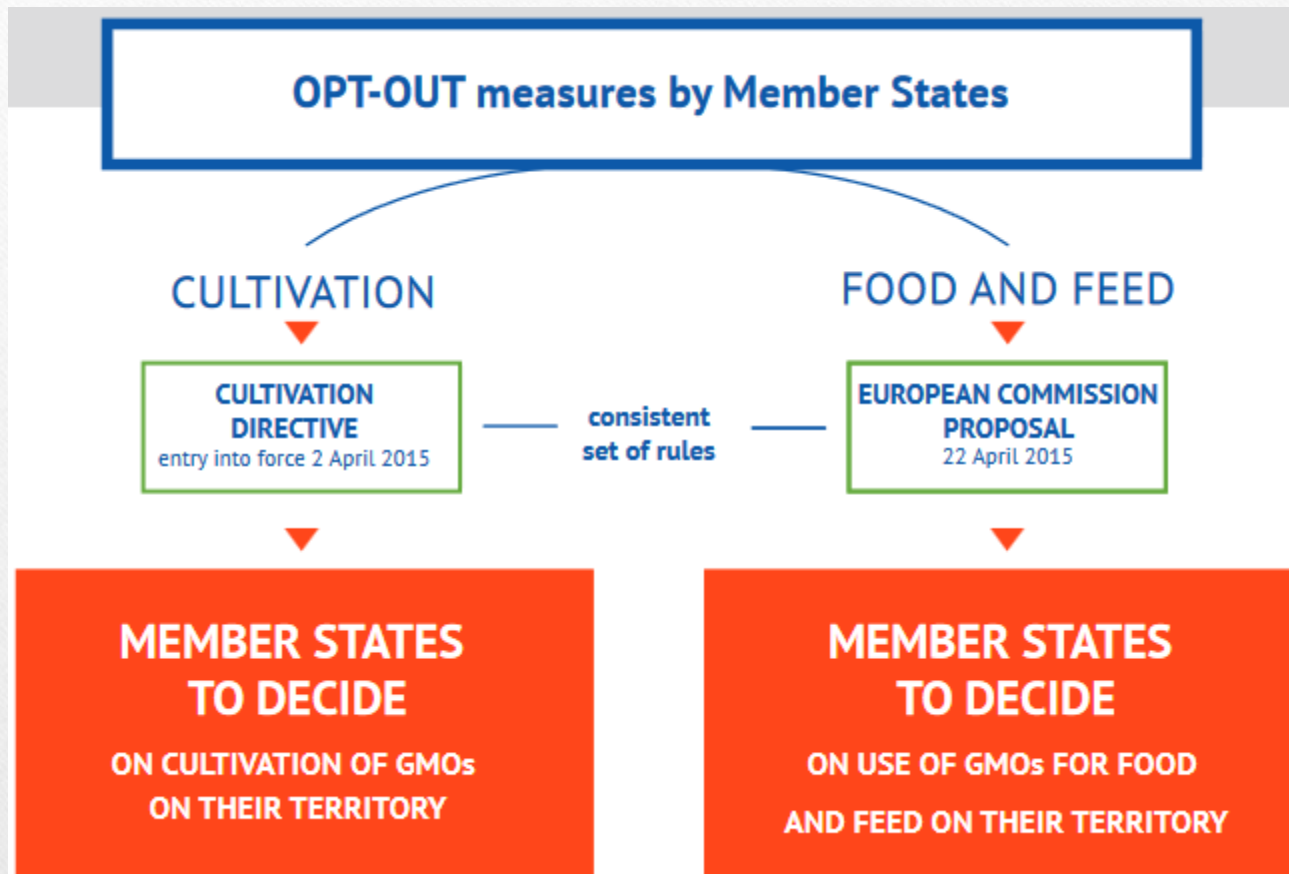 OPT-OUT measures by Member States
CULTIVATION
CULTIVATION
DIRECTIVE
entry into force 2 April 2015
consistent
set of rules
FOOD AND FEED
EUROPEAN COMMISSION
PROPOSAL
22 April 2015
MEMBER STATES
TO DECIDE
ON CULTIVATION OF GMOs
ON THEIR TERRITORY
MEMBER STATES
TO DECIDE
ON USE OF GMOs FOR FOOD
AND FEED ON THEIR TERRITORY